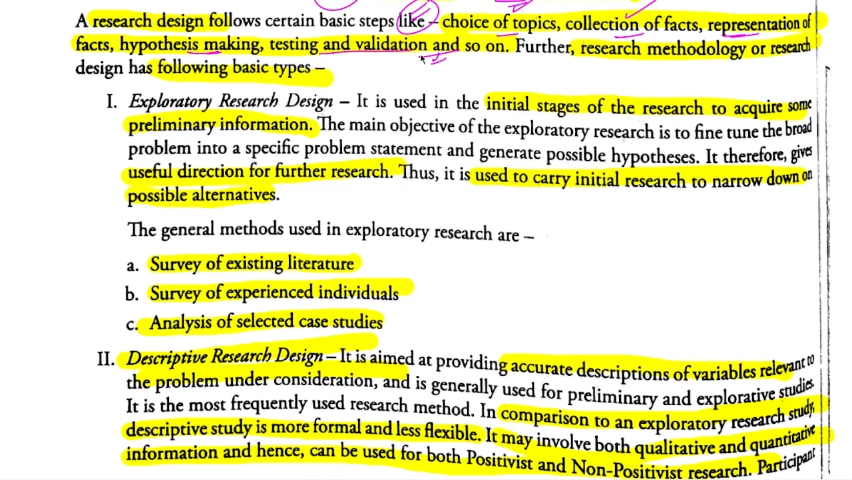 A research design follows certain basic steps like – choice of topics, collection of facts, representation of
facts, hypothesis making, testing and validation and so on. Further, research methodology or research
design has following basic types –
I. Exploratory Research Design – It is used in the initial stages of the research to acquire some
preliminary information. The main objective of the exploratory research is to fine tune the broad
problem into a specific problem statement and generate possible hypotheses. It therefore, gives
useful direction for further research. Thus, it is used to carry initial research to narrow down on
possible alternatives.
The general methods used in exploratory research are –
a. Survey of existing literature
b. Survey of experienced individuals
c. Analysis of selected case studies
II. Descriptive Research Design – It is aimed at providing accurate descriptions of variables relevant to
the problem under consideration, and is generally used for preliminary and explorative studies.
It is the most frequently used research method. In comparison to an exploratory research study,
descriptive study is more formal and less flexible. It may involve both qualitative and quantitative
information and hence, can be used for both Positivist and Non-Positivist research. Participant